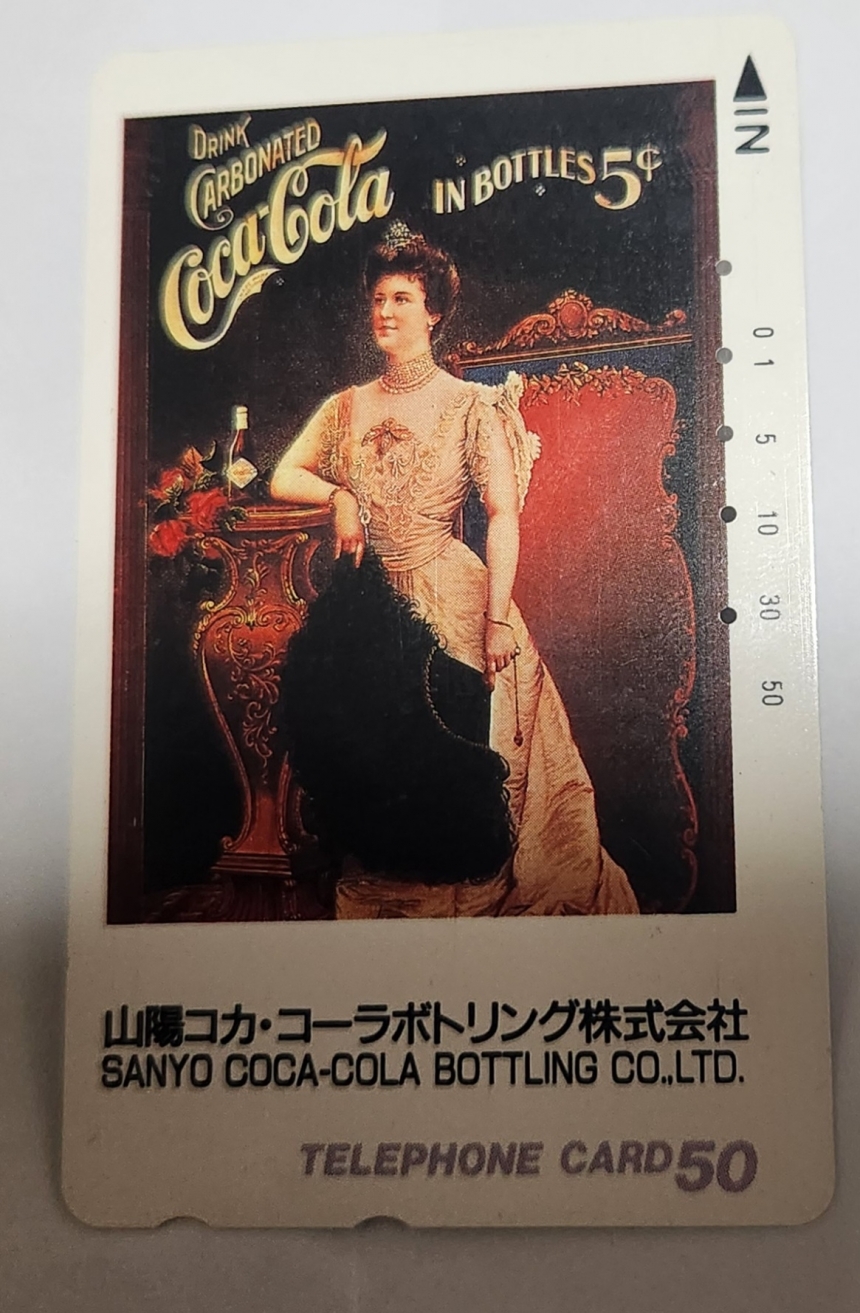 DRINK
CARBONATED
Coca-Cola
IN BOTTLES 5¢
IN
0
1
5
10
30
50
山陽コカ・コーラボトリング株式会社
SANYO COCA-COLA BOTTLING CO.,LTD.
TELEPHONE CARD 50